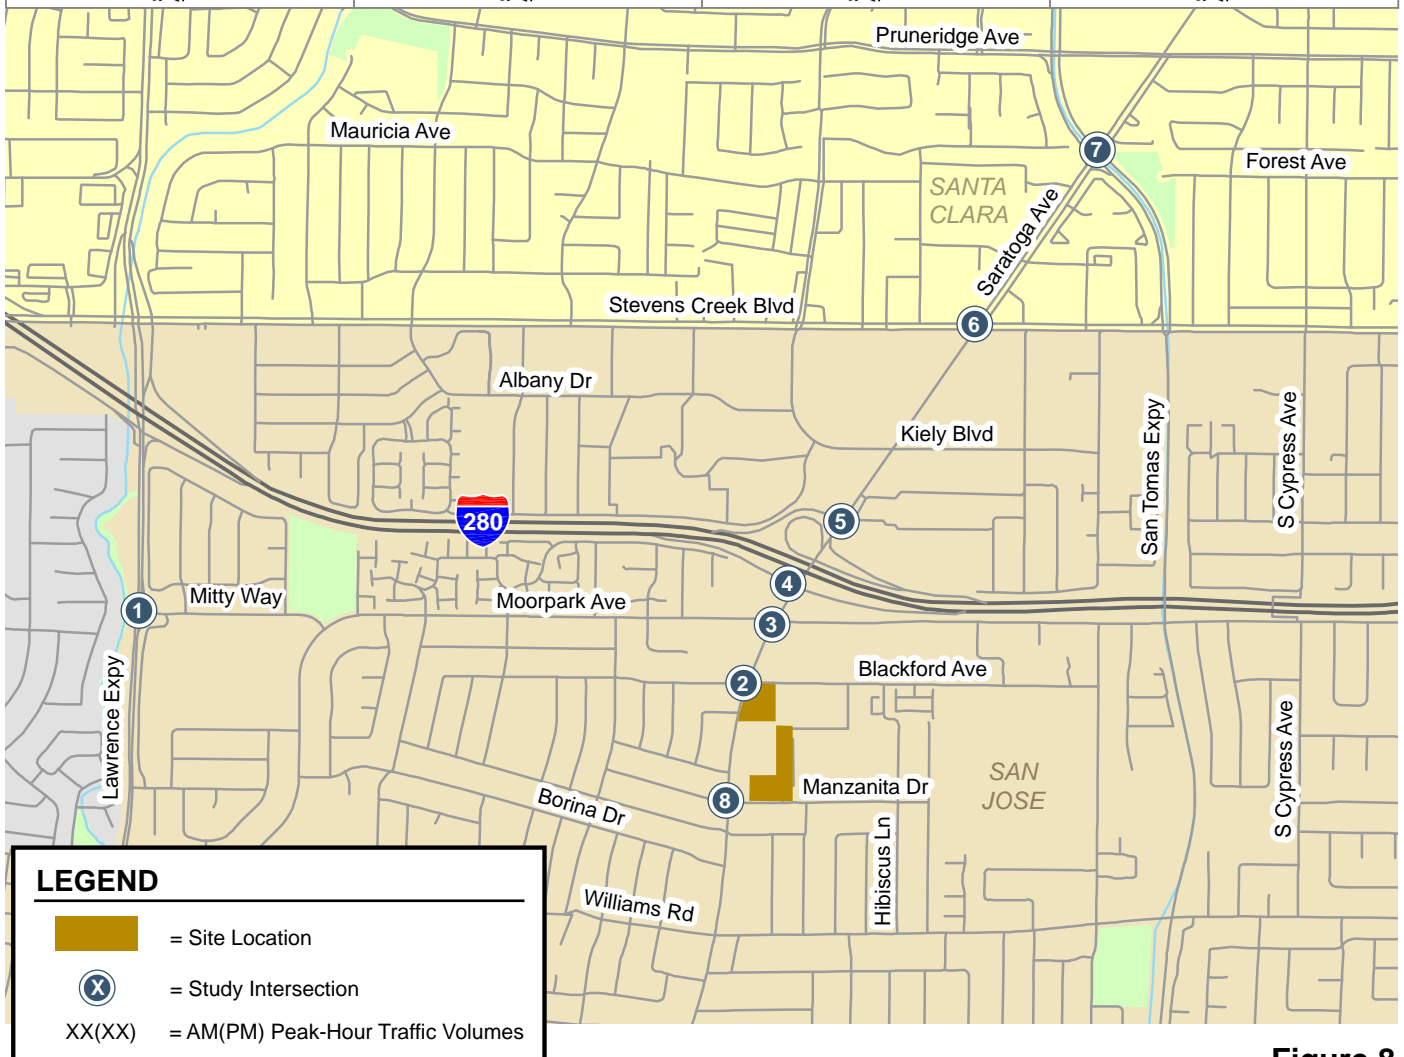 Pruneridge Ave
Mauricia Ave
7
Forest Ave
SANTA
CLARA
Saratoga Ave
Stevens Creek Blvd
6
Albany Dr
Kiely Blvd
San Tomas Expy
S Cypress Ave
280
5
4
Mitty Way
Moorpark Ave
1
3
Blackford Ave
2
Lawrence Expy
S Cypress Ave
SAN
JOSE
Manzanita Dr
8
Borina Dr
Hibiscus Ln
Williams Rd
LEGEND
= Site Location
X = Study Intersection
XX(XX) = AM(PM) Peak-Hour Traffic Volumes
Figure 8